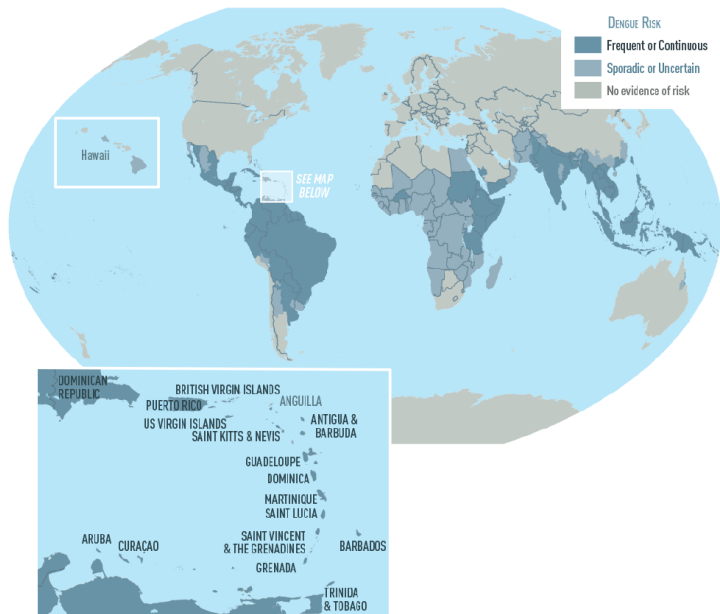 DENGUE RISK
Frequent or Continuous
Sporadic or Uncertain
No evidence of risk
Hawaii
SEE MAP
BELOW
DOMINICAN
REPUBLIC
BRITISH VIRGIN ISLANDS
PUERTO RICO
ANGUILLA
US VIRGIN ISLANDS
SAINT KITTS & NEVIS
ANTIGUA &
BARBUDA
GUADELOUPE
DOMINICA
MARTINIQUE
SAINT LUCIA
SAINT VINCENT
& THE GRENADINES
BARBADOS
ARUBA
CURAÇAO
GRENADA
TRINIDA
& TOBAGO